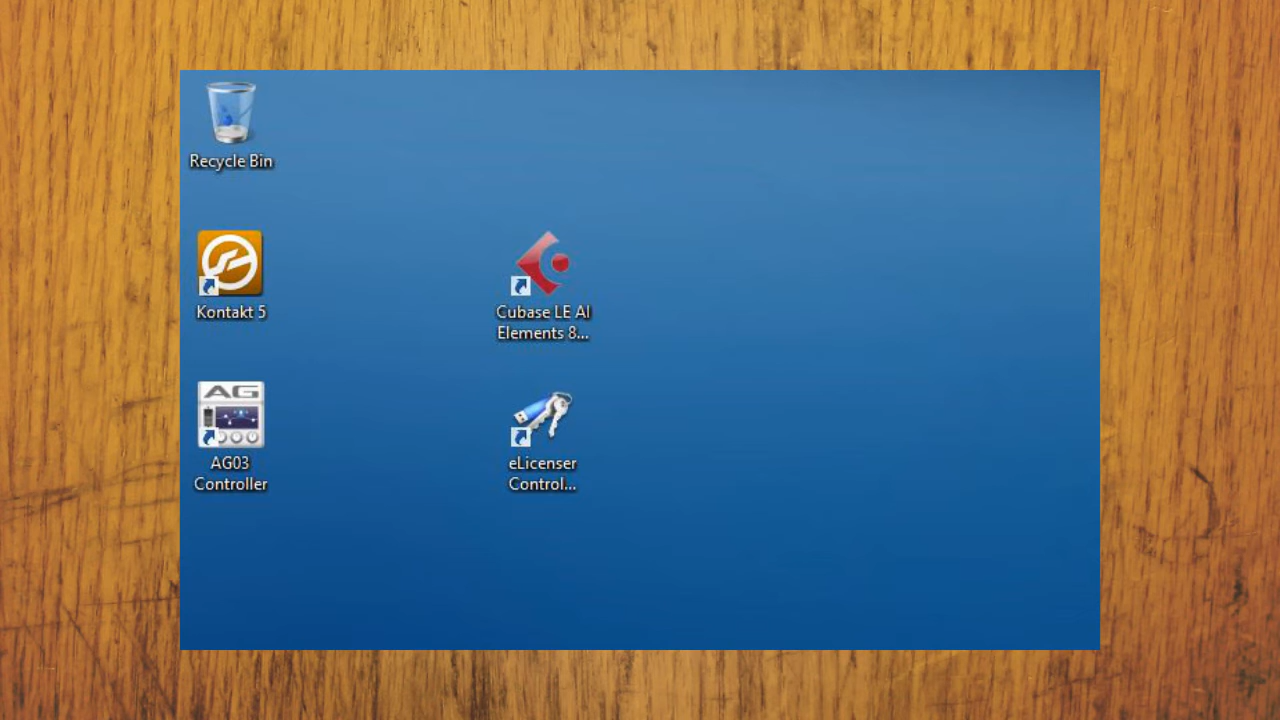 Recycle Bin
Kontakt 5
Cubase LE AI
Elements 8...
AG
AG03
Controller
eLicenser
Control...